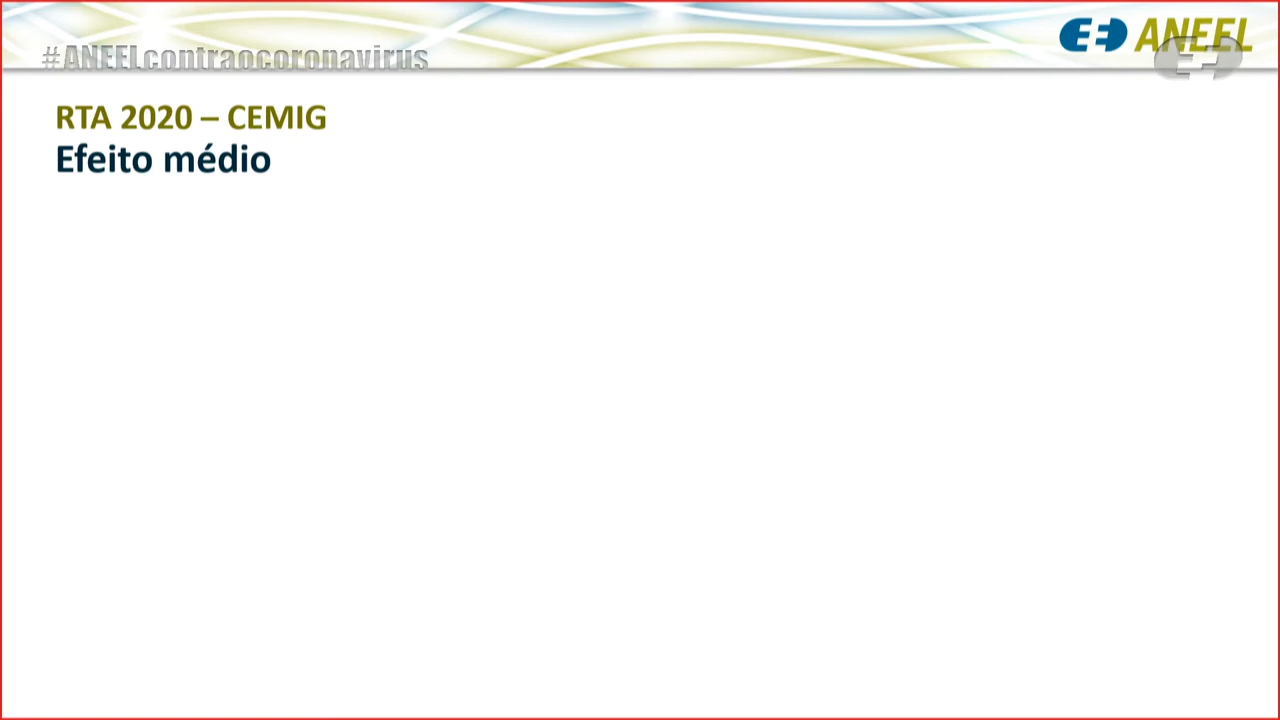 #ANEELcontraocoronavirus
ANEEL
RTA 2020 – CEMIG
Efeito médio